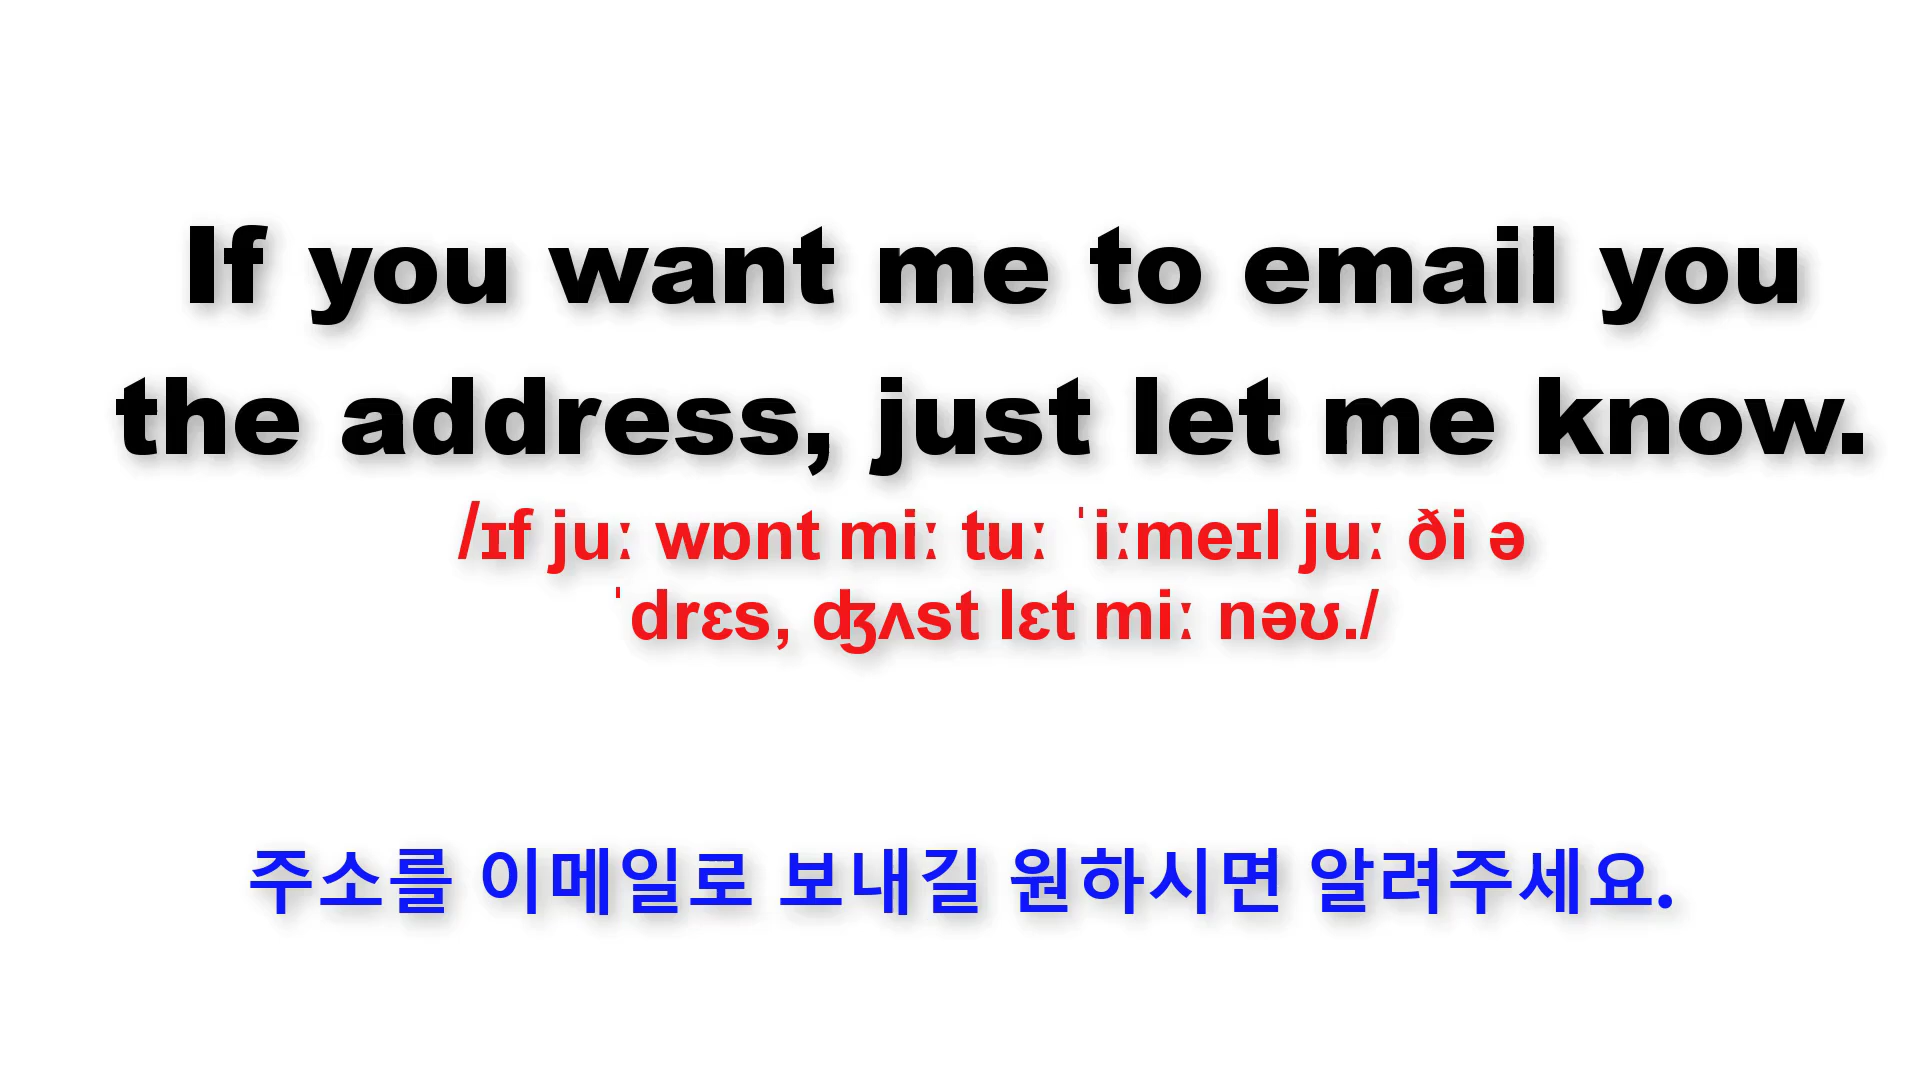 If you want me to email you
the address, just let me know.
/ɪf juː wɒnt miː tuː ˈiːmeɪl juː ði ə
ˈdrɛs, ʤʌst lɛt miː nəʊ./
주소를 이메일로 보내길 원하시면 알려주세요.